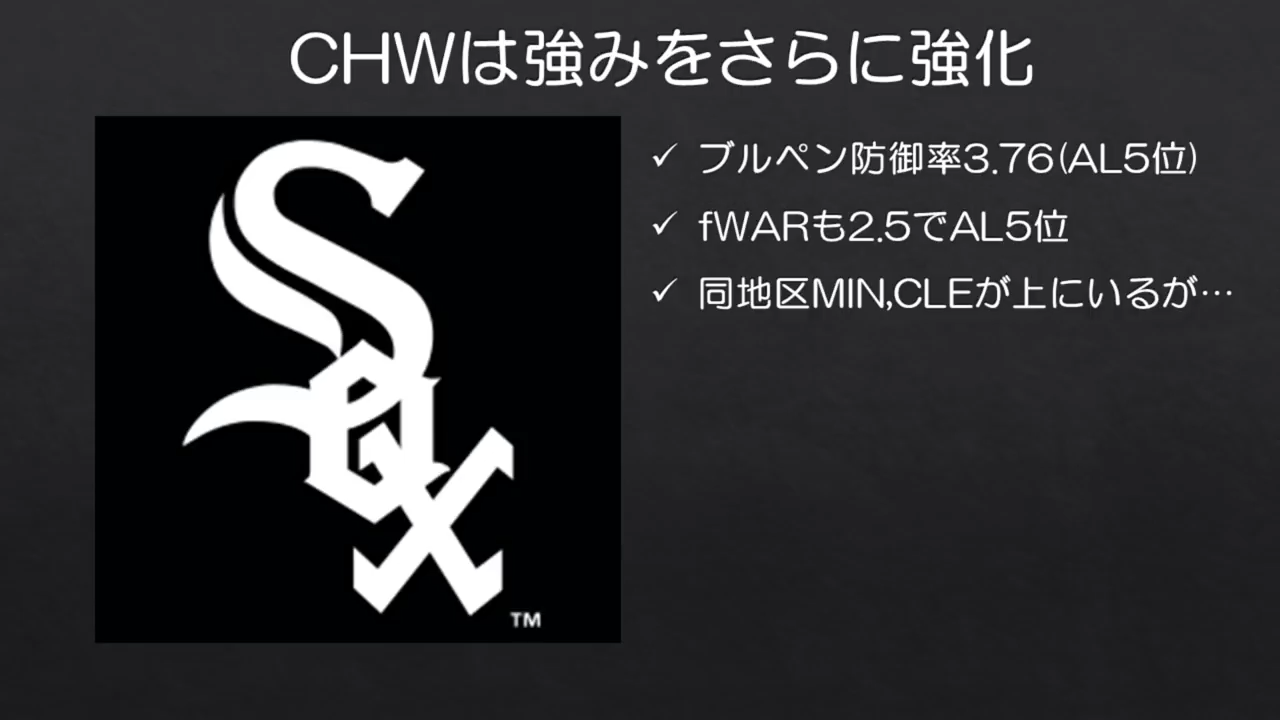 CHWは強みをさらに強化
ブルペン防御率3.76(AL5位)
fWARも2.5でAL5位
同地区MIN,CLEが上にいるが…
Sox
TM